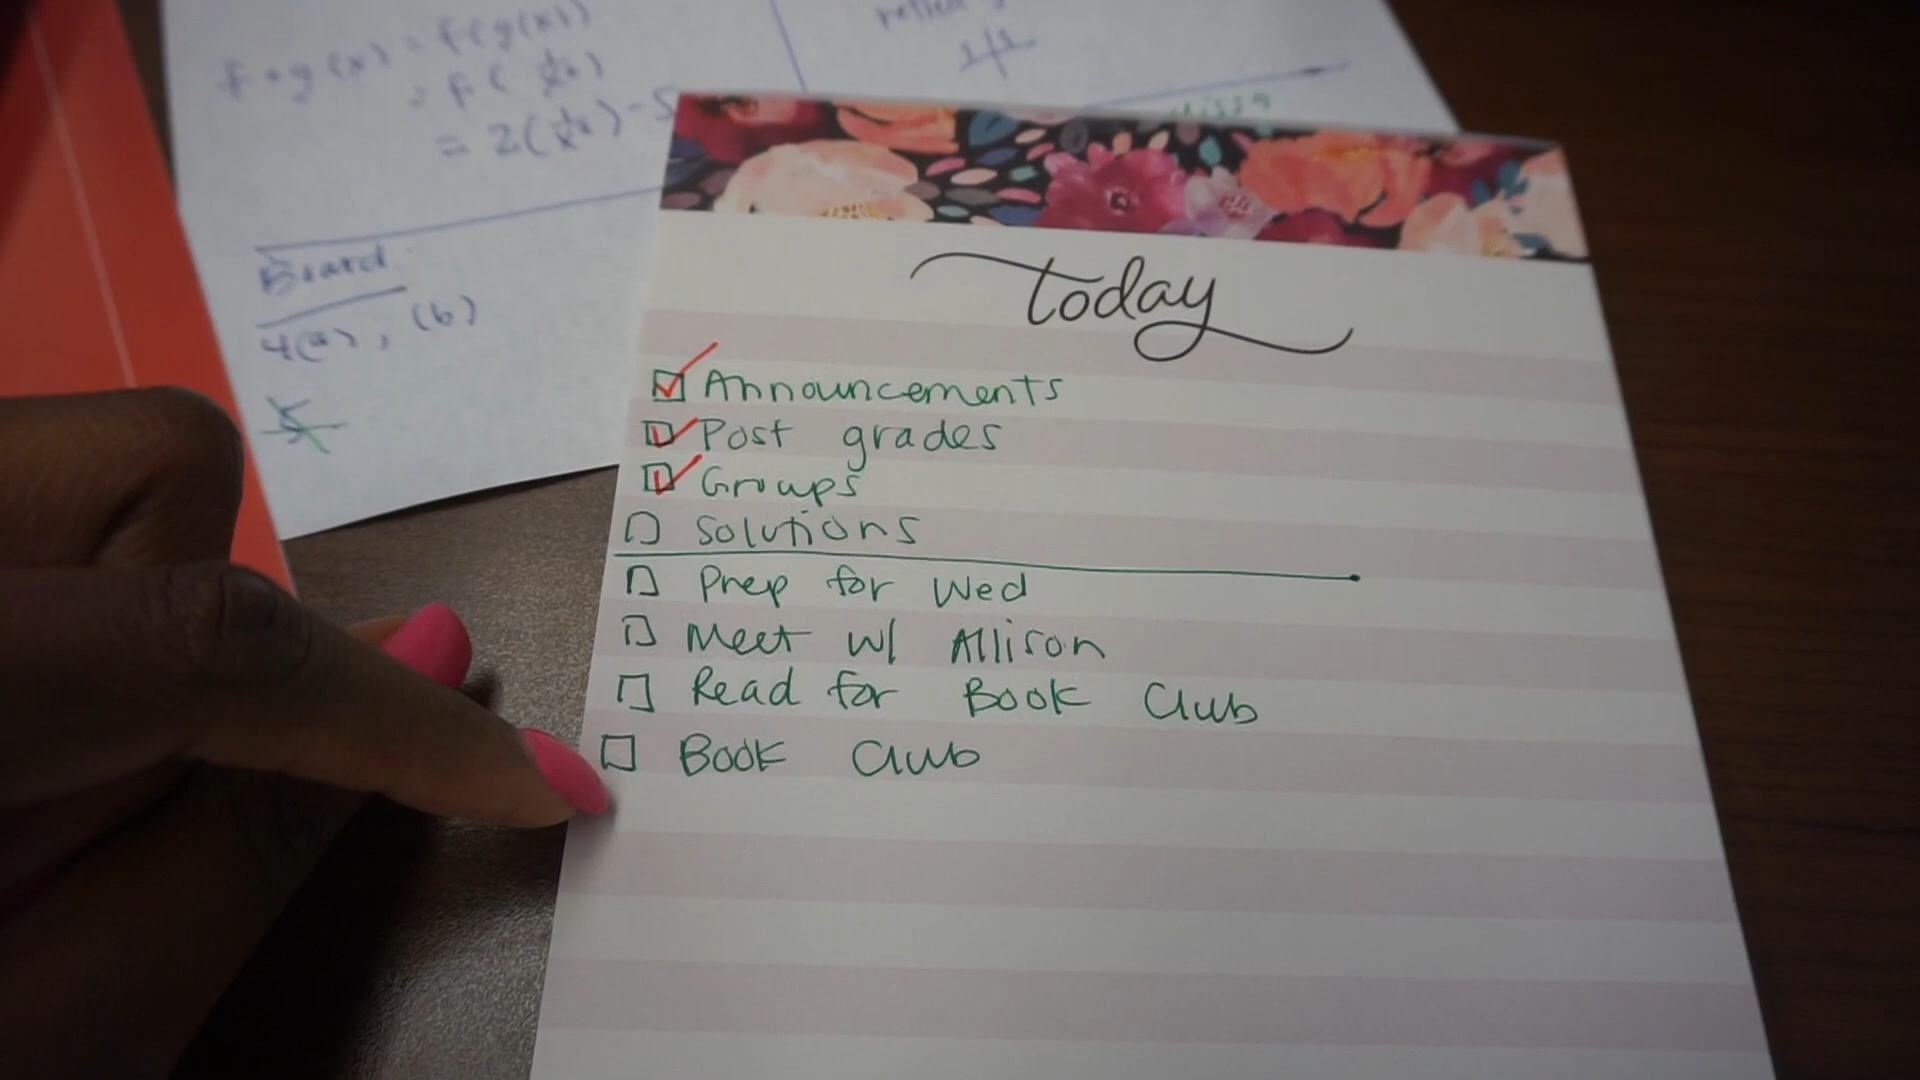 f∘g(x) = f(g(x))
= f(
= 2(
Board
4(a), (b)
today
Announcements
Post grades
Groups
Solutions
Prep for Wed
Meet w/ Allison
Read for Book Club
Book Club